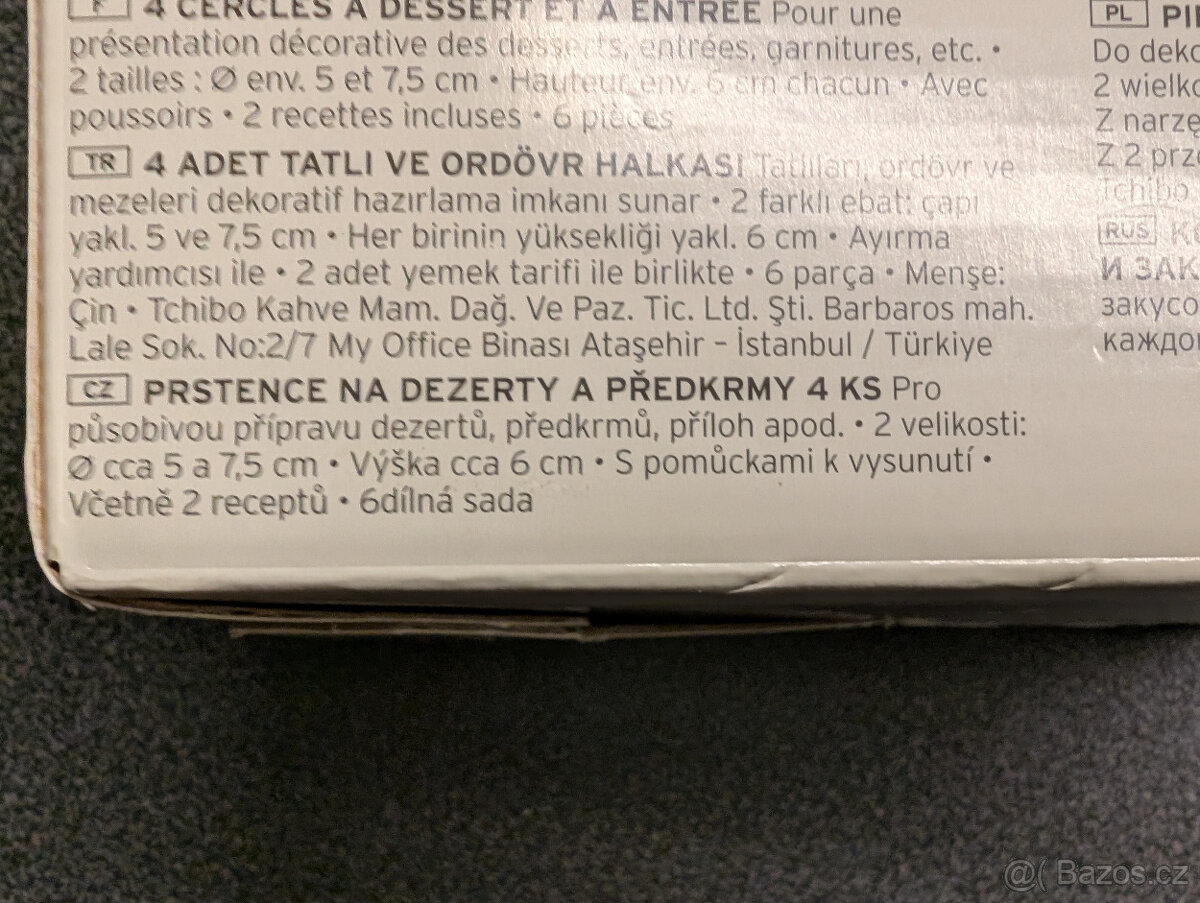 F 4 CERCLES À DESSERT ET À ENTRÉE Pour une
présentation décorative des desserts, entrées, garnitures, etc. •
2 tailles : Ø env. 5 et 7,5 cm • Hauteur env. 6 cm chacun • Avec
poussoirs • 2 recettes incluses • 6 pièces
TR 4 ADET TATLI VE ORDÖVR HALKASI Tatlıları, ordövr ve
mezeleri dekoratif hazırlama imkanı sunar • 2 farklı ebat: çapı
yakl. 5 ve 7,5 cm • Her birinin yüksekliği yakl. 6 cm • Ayırma
yardımcısı ile • 2 adet yemek tarifi ile birlikte • 6 parça • Menşe:
Çin • Tchibo Kahve Mam. Dağ. Ve Paz. Tic. Ltd. Şti. Barbaros mah.
Lale Sok. No:2/7 My Office Binası Ataşehir – İstanbul / Türkiye
CZ PRSTENCE NA DEZERTY A PŘEDKRMY 4 KS Pro
působivou přípravu dezertů, předkrmů, příloh apod. • 2 velikosti:
Ø cca 5 a 7,5 cm • Výška cca 6 cm • S pomůckami k vysunutí •
Včetně 2 receptů • 6dílná sada
PL
Do
2
Z
Z 2
Tchibo
RUS
И
Bazos.cz